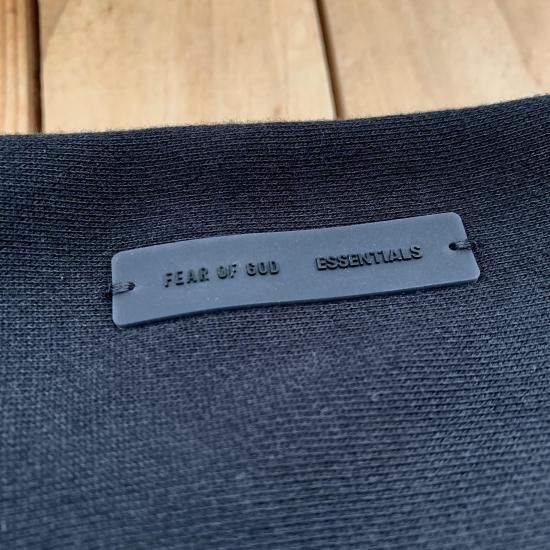 FEAR OF GOD ESSENTIALS